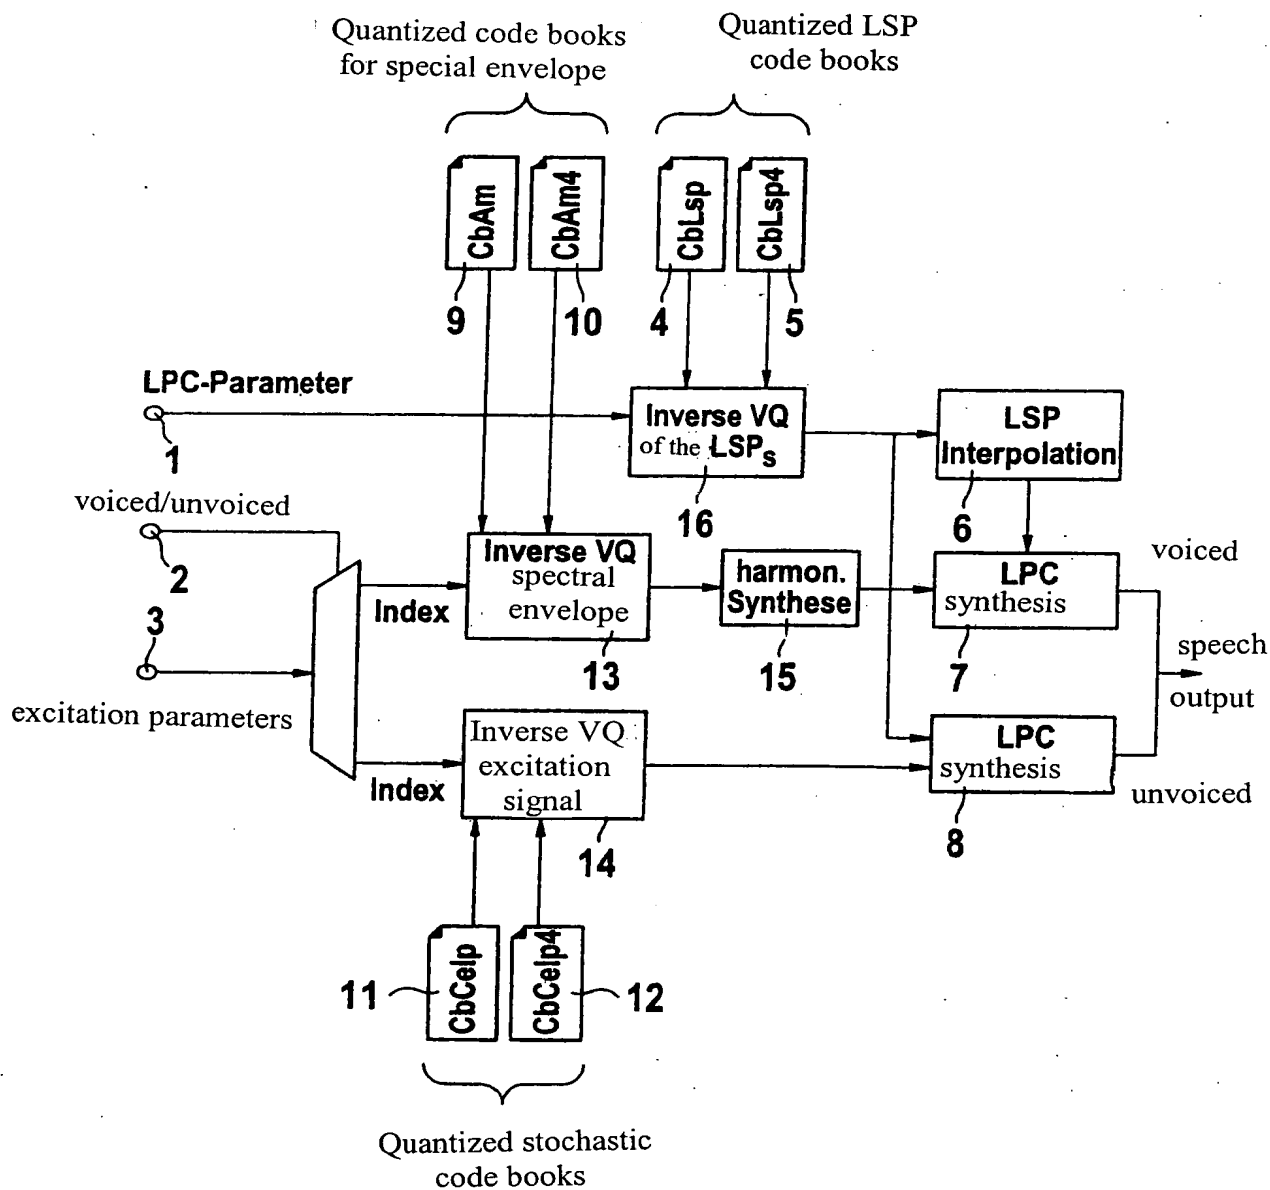 Quantized code books
for special envelope
Quantized LSP
code books
CbAm
CbAm4
CbLsp
CbLsp4
9
10
4
5
LPC-Parameter
1
Inverse VQ
of the LSPs
16
LSP
Interpolation
6
voiced/unvoiced
2
3
excitation parameters
Index
Inverse VQ
spectral
envelope
13
harmon.
Synthese
15
LPC
synthesis
7
voiced
speech
output
Index
Inverse VQ
excitation
signal
14
LPC
synthesis
8
unvoiced
11
CbCelp
CbCelp4
12
Quantized stochastic
code books